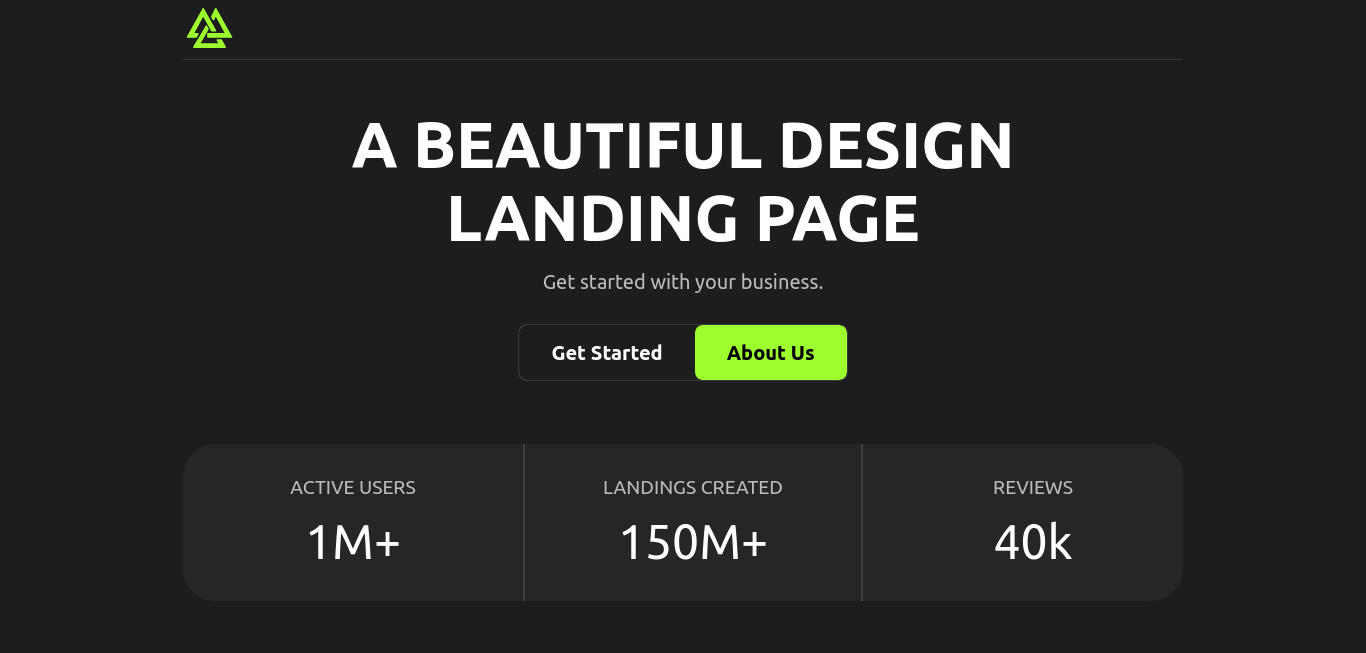 A BEAUTIFUL DESIGN
LANDING PAGE
Get started with your business.
Get Started
About Us
ACTIVE USERS
1M+
LANDINGS CREATED
150M+
REVIEWS
40k